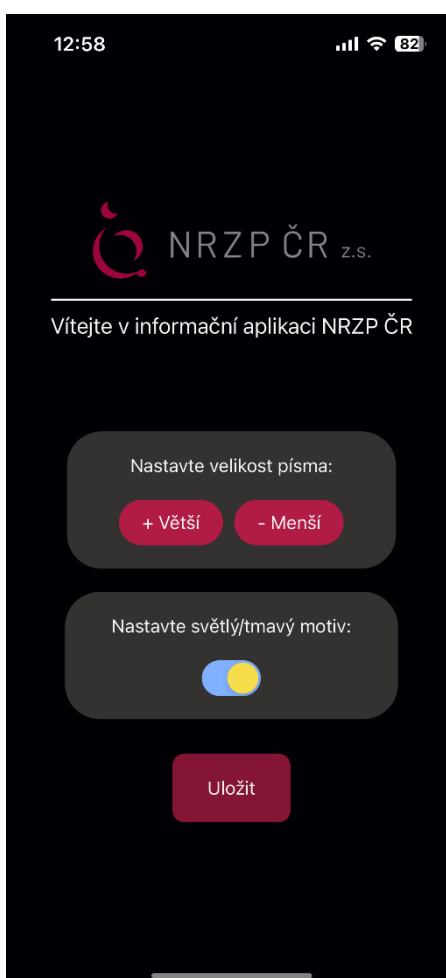 12:58
82
NRZP ČR z.s.
Vítejte v informační aplikaci NRZP ČR
Nastavte velikost písma:
+ Větší
- Menší
Nastavte světlý/tmavý motiv:
Uložit